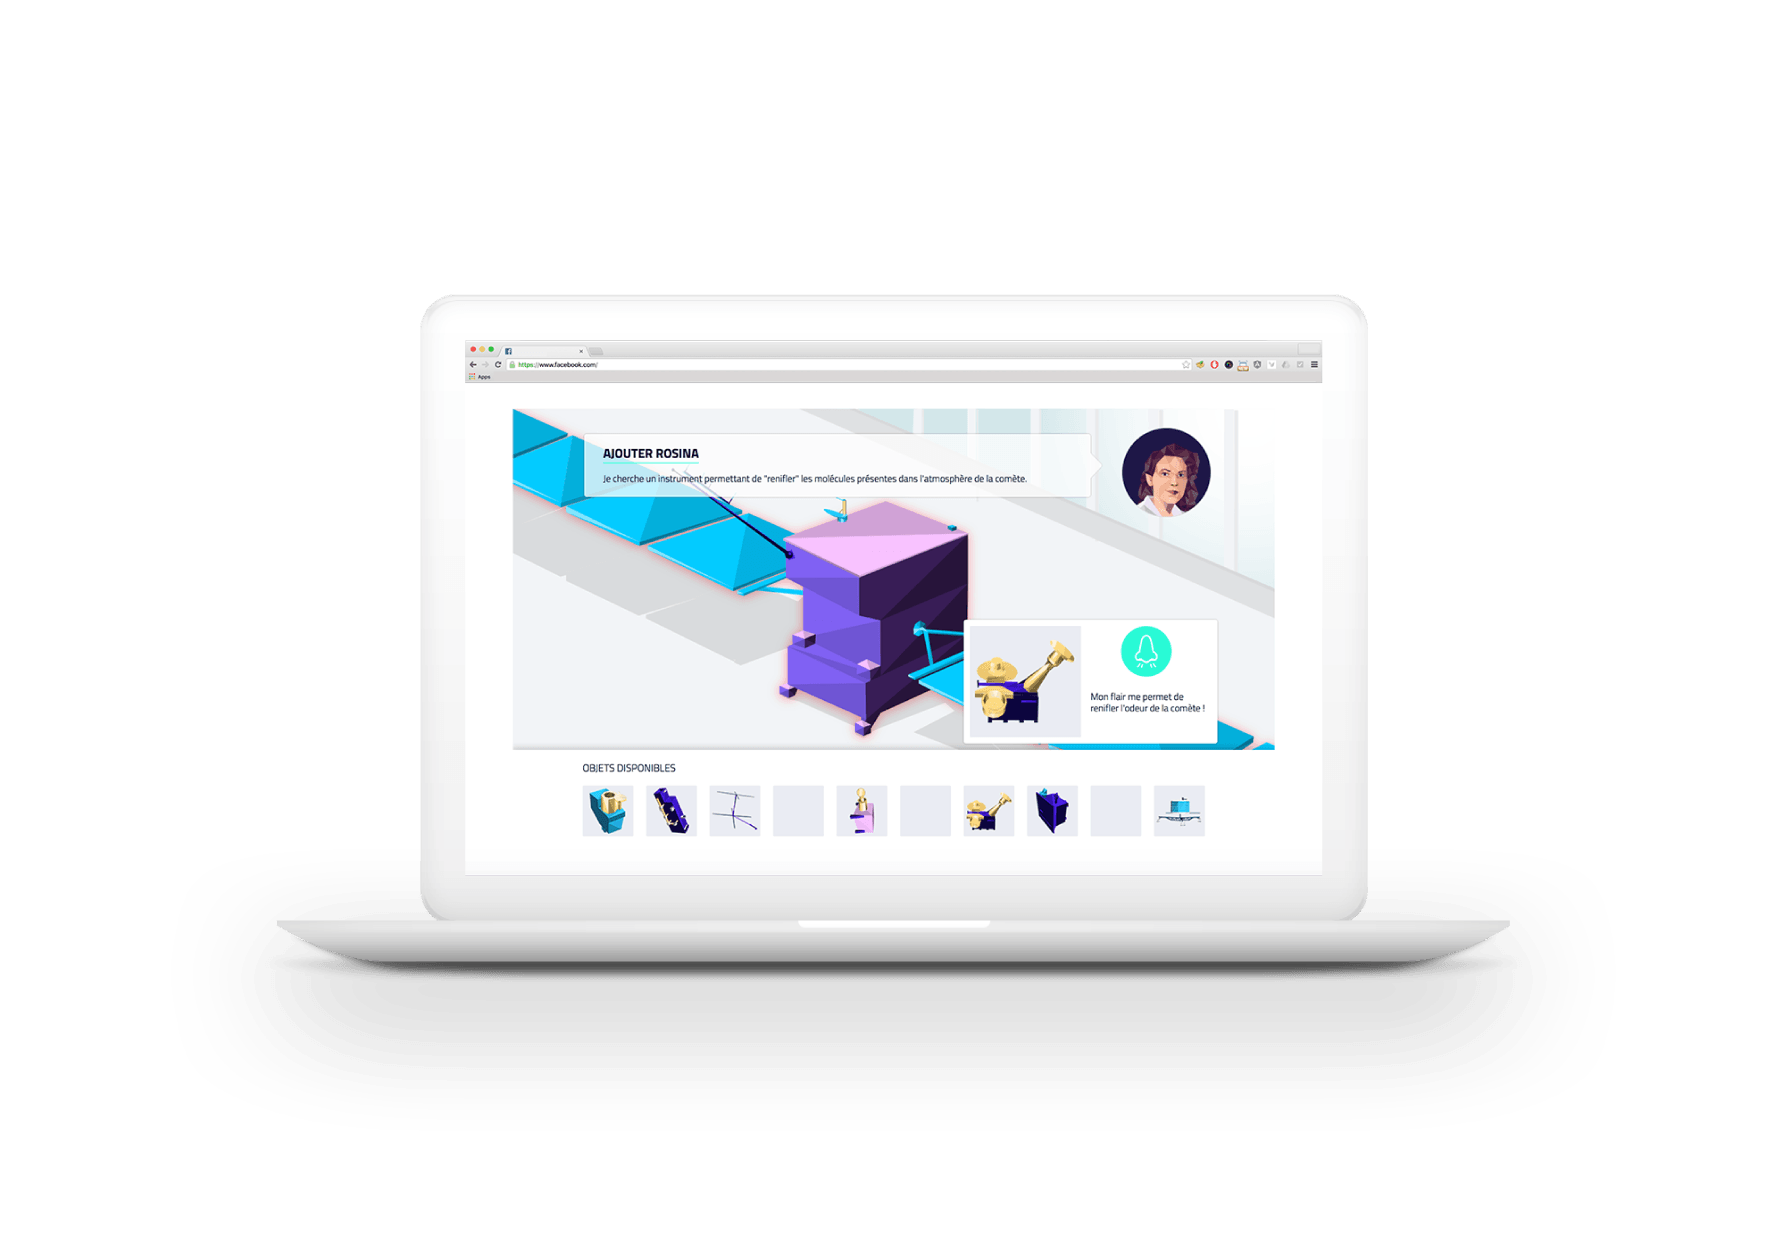 https://www.facebook.com/
Apps
AJOUTER ROSINA
Je cherche un instrument permettant de "renifler" les molécules présentes dans l'atmosphère de la comète.
Mon flair me permet de
renifler l'odeur de la comète !
OBJETS DISPONIBLES